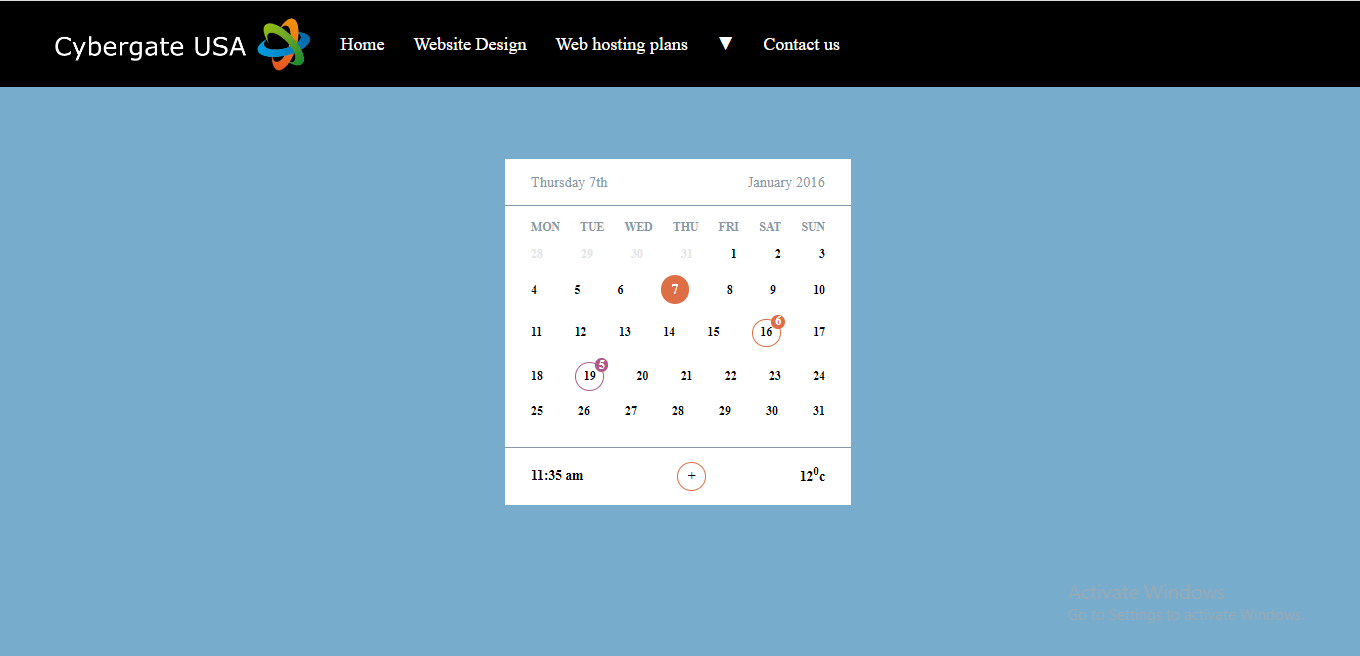 Cybergate USA Home Website Design Web hosting plans ▼ Contact us
Thursday 7th January 2016
MON TUE WED THU FRI SAT SUN
28 29 30 31 1 2 3
4 5 6 7 8 9 10
11 12 13 14 15 16 6 17
18 19 5 20 21 22 23 24
25 26 27 28 29 30 31
11:35 am + 12⁰c
Activate Windows
Go to Settings to activate Windows.